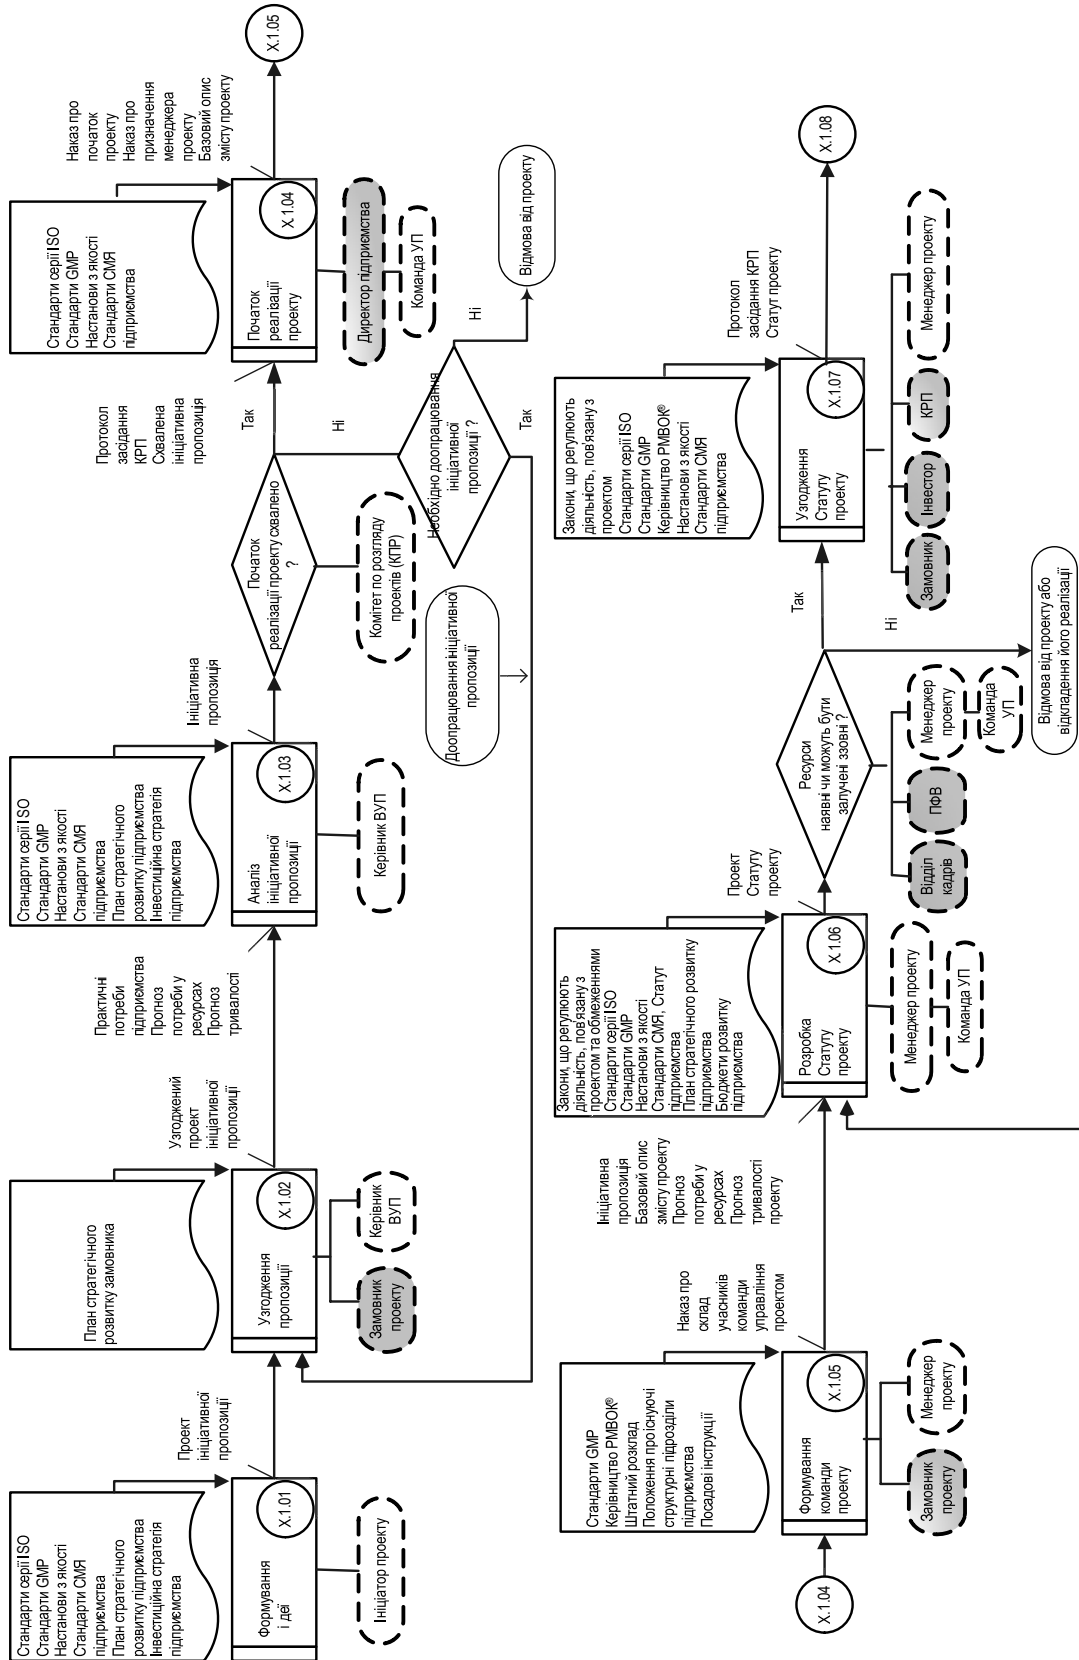 Стандарти серії ISO
Стандарти GMP
Настанови з якості
Стандарти СМЯ
підприємства
План стратегічного
розвитку підприємства
Інвестиційна стратегія
підприємства
Формування
і деї
X.1.01
Ініціатор проекту
Проект
ініціативної
пропозиції
План стратегічного
розвитку замовника
Узгодження
пропозиції
X.1.02
Замовник
проекту
Керівник
ВУП
Узгоджений
проект
ініціативної
пропозиції
Практичні
потреби
підприємства
Прогноз
потреби у
ресурсах Прогноз
тривалості
Стандарти серії ISO
Стандарти GMP
Настанови з якості
Стандарти СМЯ
підприємства
План стратегічного
розвитку підприємства
Інвестиційна стратегія
підприємства
Аналіз
ініціативної
пропозиції
X.1.03
Керівник ВУП
Ініціативна
пропозиція
Початок
реалізації проекту схвалено
?
Комітет по розгляду
проектів (КПР)
Так
Ні
Протокол
засідання
КРП
Схвалена
ініціативна
пропозиція
Необхідно доопрацювання
ініціативної
пропозиції ?
Так
Ні
Доопрацювання ініціативної
пропозиції
Відмова від проекту
Стандарти серії ISO
Стандарти GMP
Настанови з якості
Стандарти СМЯ
підприємства
Початок
реалізації
проекту
X.1.04
Директор підприємства
Команда УП
Наказ про
початок
проекту
Наказ про
призначення
менеджера
проекту
Базовий опис
змісту проекту
X.1.05
X.1.04
Стандарти GMP
Керівництво PMBOK®
Штатний розклад
Положення проіснуючі
структурні підрозділи
підприємства
Посадові інструкції
Формування
команди
проекту
X.1.05
Замовник
проекту
Менеджер
проекту
Наказ про
склад
учасників
команди
управління
проектом
Ініціативна
пропозиція
Базовий опис
змісту проекту
Прогноз
потреби у
ресурсах Прогноз
тривалості
проекту
Закони, що регулюють
діяльність, пов'язану з
проектом та обмеженнями
Стандарти серії ISO
Стандарти GMP
Настанови з якості
Стандарти СМЯ, Статут
підприємства
План стратегічного розвитку
підприємства
Бюджети розвитку
підприємства
Розробка
Статуту
проекту
X.1.06
Менеджер проекту
Команда УП
Проект
Статуту
проекту
Ресурси
наявні чи можуть бути
залучені ззовні ?
Відділ
кадрів
ПФВ
Менеджер
проекту
Команда
УП
Так
Ні
Відмова від проекту або
відкладення його реалізації
Закони, що регулюють
діяльність, пов'язану з
проектом
Стандарти серії ISO
Стандарти GMP
Керівництво PMBOK®
Настанови з якості
Стандарти СМЯ
підприємства
Узгодження
Статуту
проекту
X.1.07
Замовник
Інвестор
КРП
Менеджер проекту
Протокол
засідання КРП
Статут проекту
X.1.08